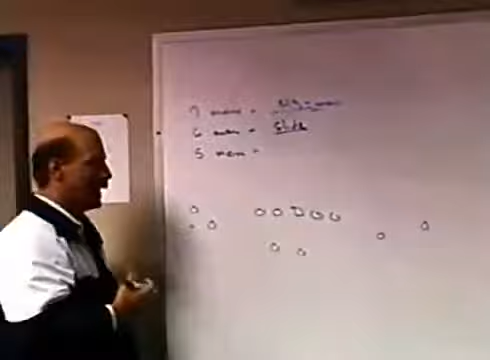 7 man =
6 man = Slide
5 man =